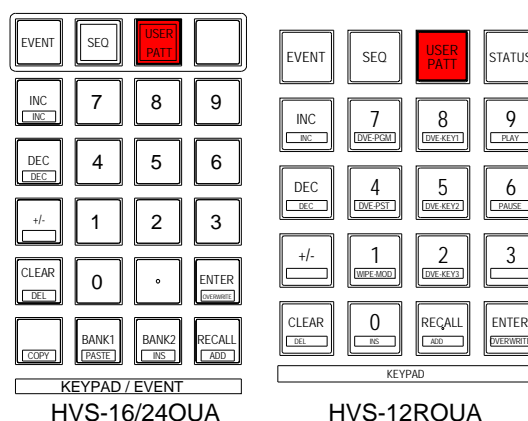 EVENT SEQ USER PATT
INC INC 7 8 9
DEC DEC 4 5 6
+/- 1 2 3
CLEAR DEL 0 . ENTER OVERWRITE
COPY BANK1 PASTE BANK2 INS RECALL ADD
KEYPAD / EVENT
HVS-16/24OUA
EVENT SEQ USER PATT STATUS
INC INC 7 DVE-PGM 8 DVE-KEY1 9 PLAY
DEC DEC 4 DVE-PST 5 DVE-KEY2 6 PAUSE
+/- 1 WIPE-MOD 2 DVE-KEY3 3
CLEAR DEL 0 INS RECALL ADD ENTER OVERWRITE
KEYPAD
HVS-12ROUA